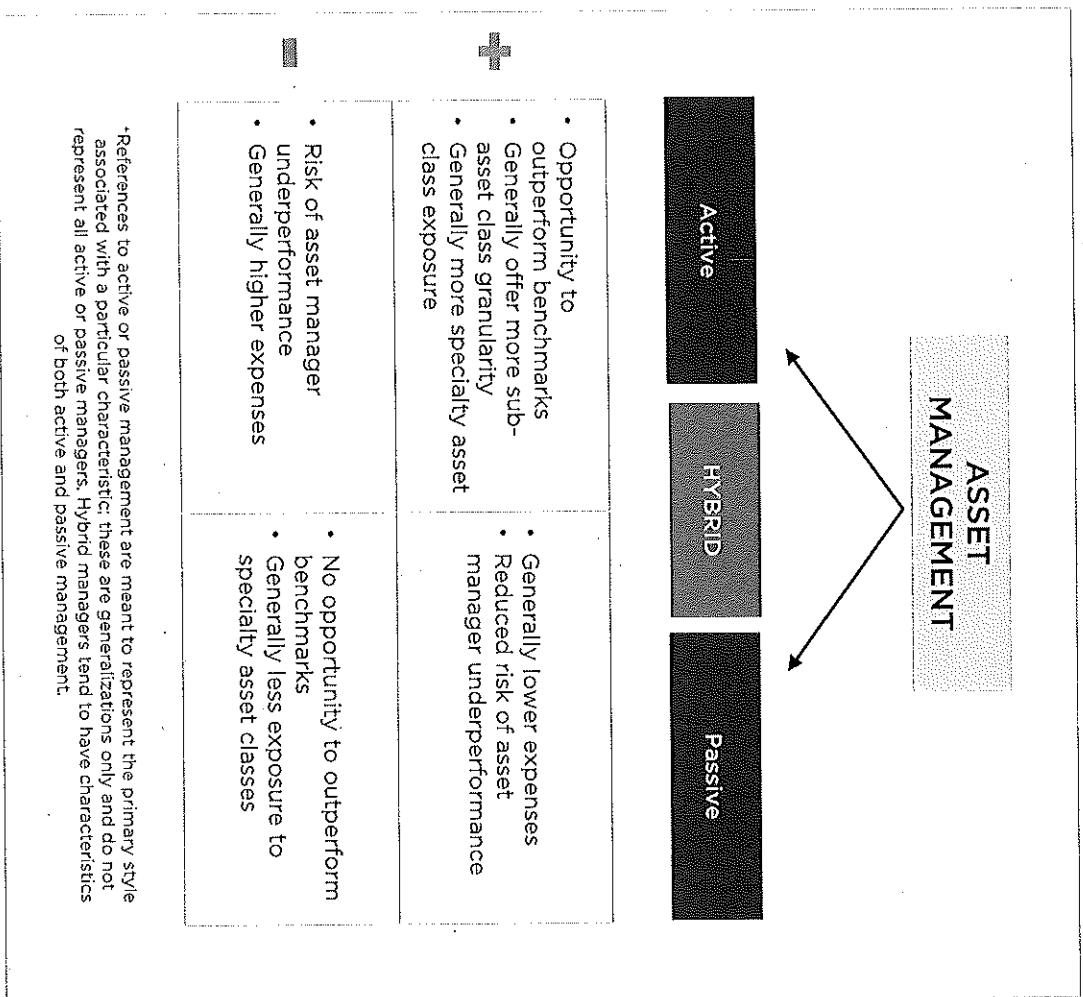 ASSET
MANAGEMENT
Active
HYBRID
Passive
+
• Opportunity to
outperform benchmarks
• Generally offer more sub-
asset class granularity
• Generally more specialty asset
class exposure
• Generally lower expenses
• Reduced risk of asset
manager underperformance
-
• Risk of asset manager
underperformance
• Generally higher expenses
• No opportunity to outperform
benchmarks
• Generally less exposure to
specialty asset classes
*References to active or passive management are meant to represent the primary style
associated with a particular characteristic; these are generalizations only and do not
represent all active or passive managers. Hybrid managers tend to have characteristics
of both active and passive management.